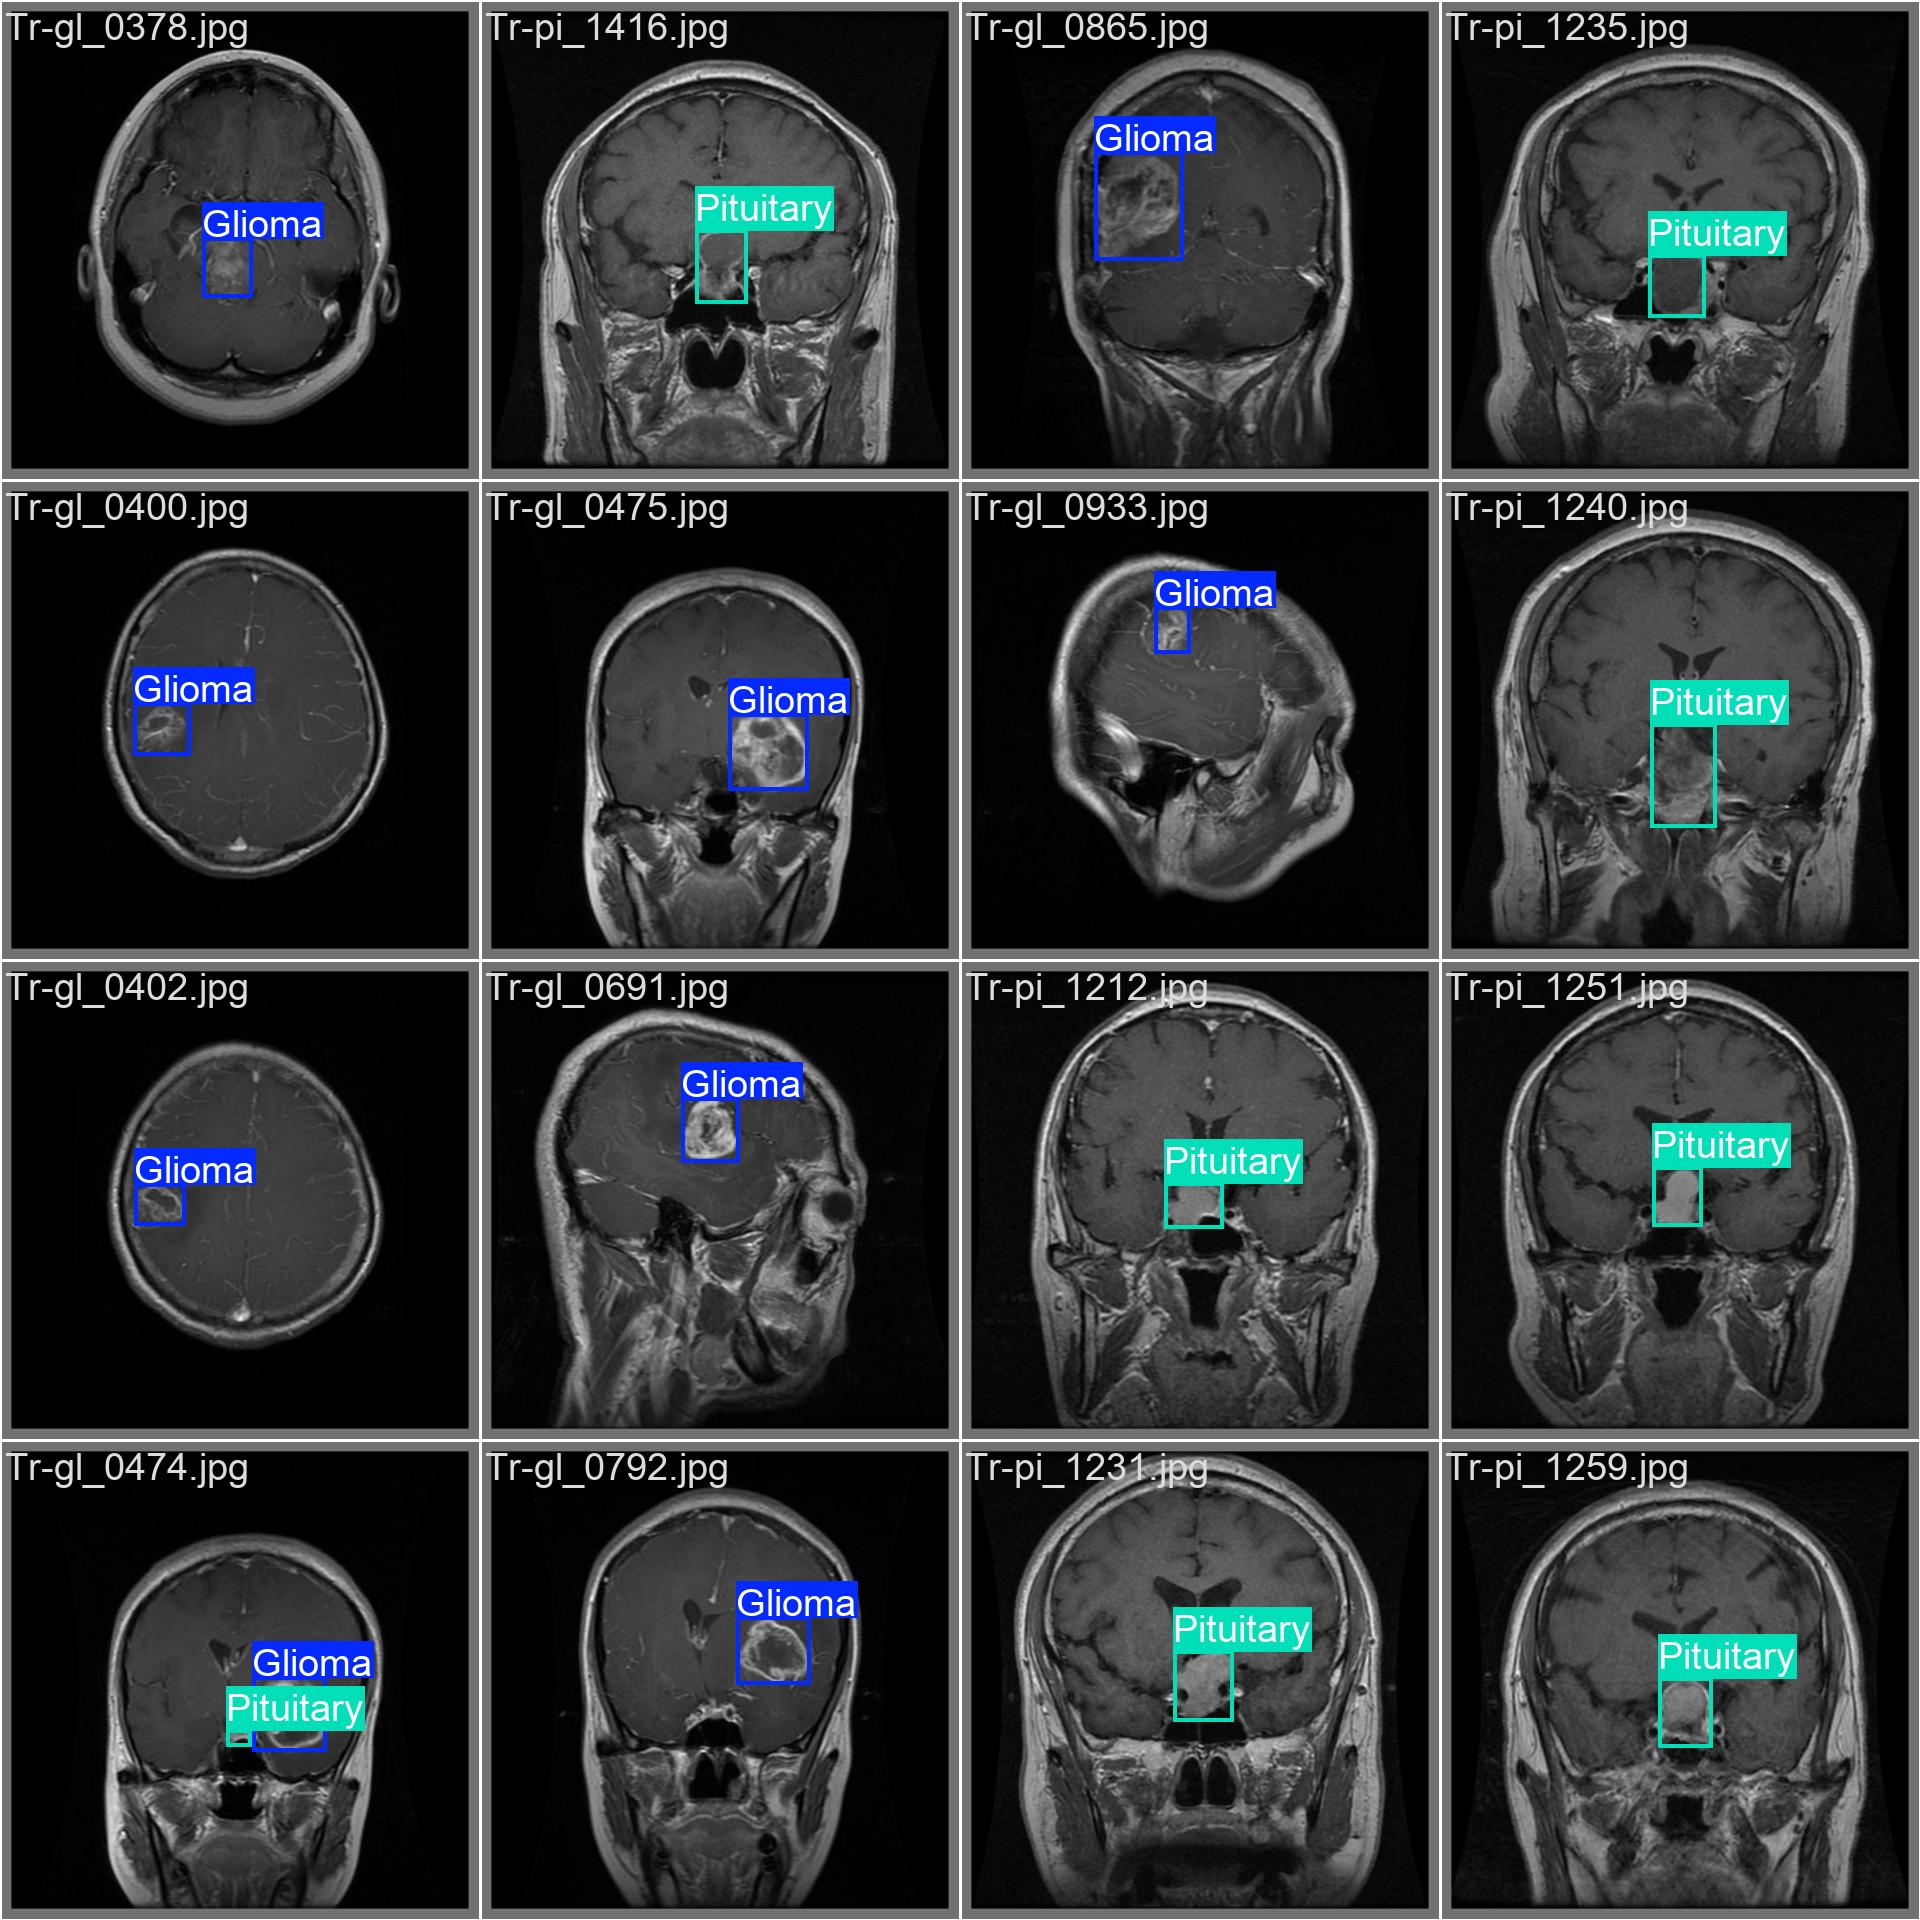 Tr-gl_0378.jpg
Glioma
Tr-pi_1416.jpg
Pituitary
Tr-gl_0865.jpg
Glioma
Tr-pi_1235.jpg
Pituitary
Tr-gl_0400.jpg
Glioma
Tr-gl_0475.jpg
Glioma
Tr-gl_0933.jpg
Glioma
Tr-pi_1240.jpg
Pituitary
Tr-gl_0402.jpg
Glioma
Tr-gl_0691.jpg
Glioma
Tr-pi_1212.jpg
Pituitary
Tr-pi_1251.jpg
Pituitary
Tr-gl_0474.jpg
Glioma
Pituitary
Tr-gl_0792.jpg
Glioma
Tr-pi_1231.jpg
Pituitary
Tr-pi_1259.jpg
Pituitary